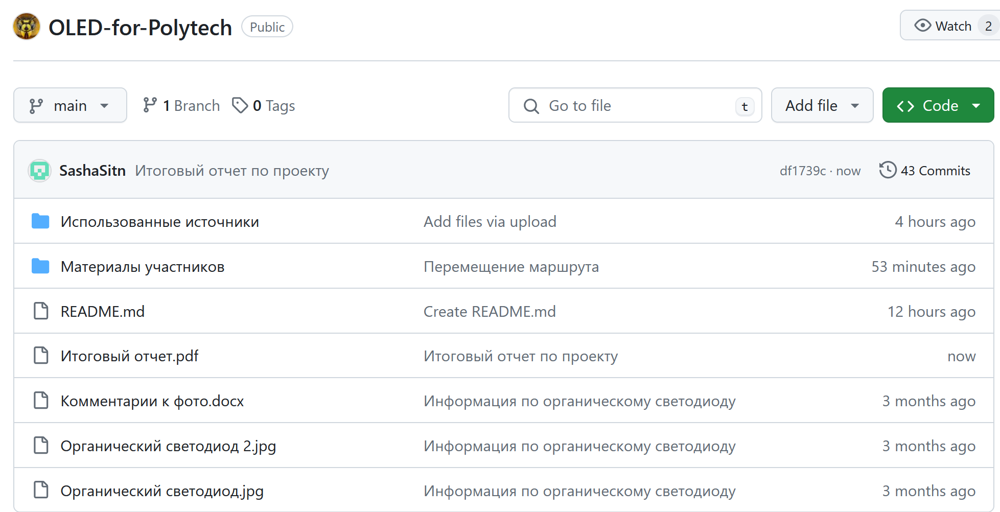 OLED-for-Polytech Public Watch 2
main 1 Branch 0 Tags Go to file t Add file Code
SashaSitn Итоговый отчет по проекту df1739c · now 43 Commits
Использованные источники Add files via upload 4 hours ago
Материалы участников Перемещение маршрута 53 minutes ago
README.md Create README.md 12 hours ago
Итоговый отчет.pdf Итоговый отчет по проекту now
Комментарии к фото.docx Информация по органическому светодиоду 3 months ago
Органический светодиод 2.jpg Информация по органическому светодиоду 3 months ago
Органический светодиод.jpg Информация по органическому светодиоду 3 months ago